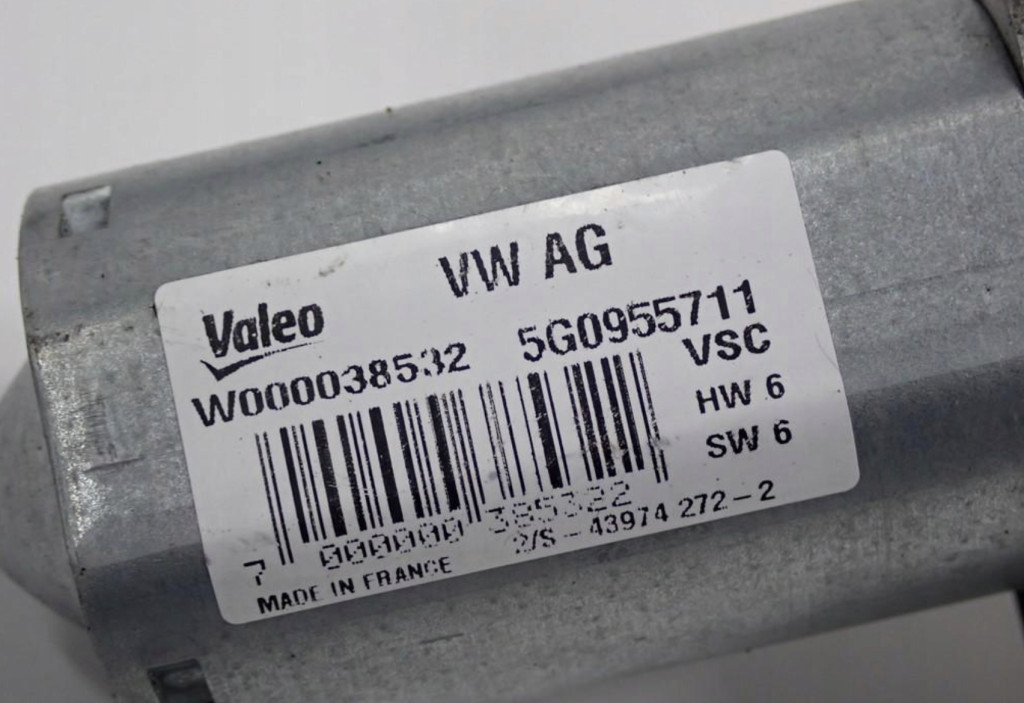 VW AG
Valeo
W000038532 5G0955711
VSC
HW 6
SW 6
7 000000 385322
2/S - 43974 272-2
MADE IN FRANCE